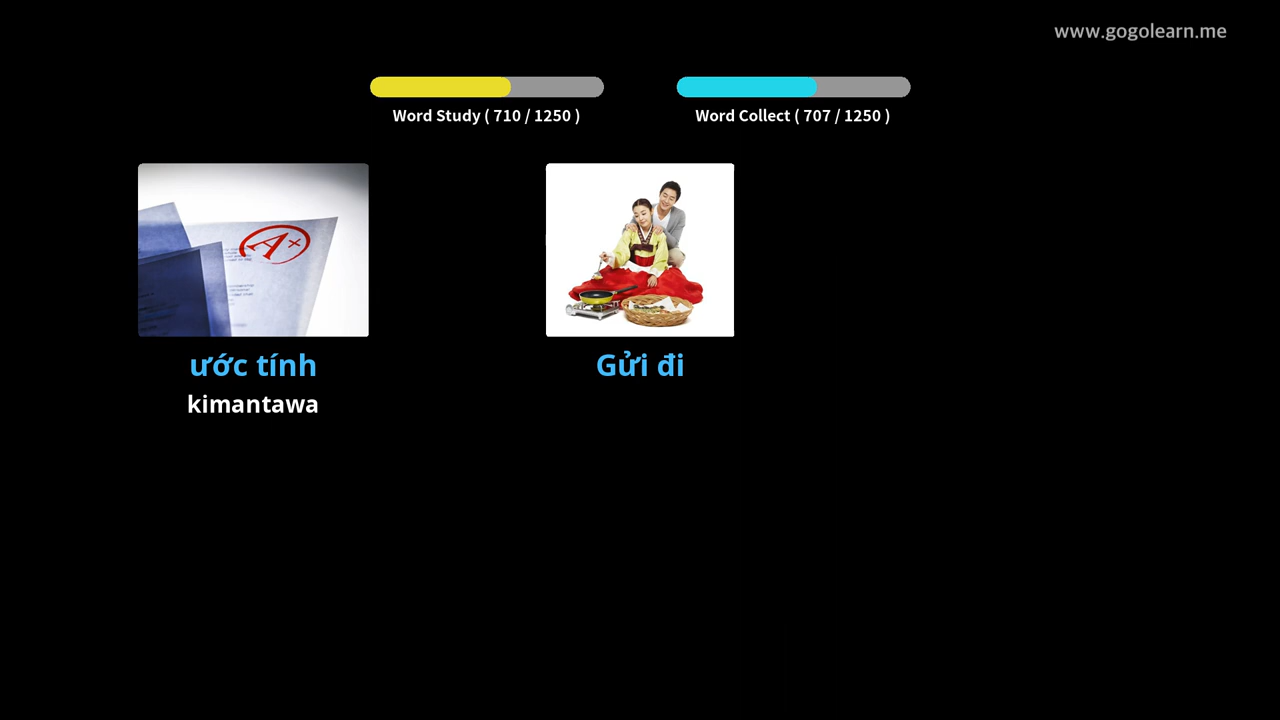 www.gogolearn.me
Word Study ( 710 / 1250 )
Word Collect ( 707 / 1250 )
A+
ước tính
kimantawa
Gửi đi